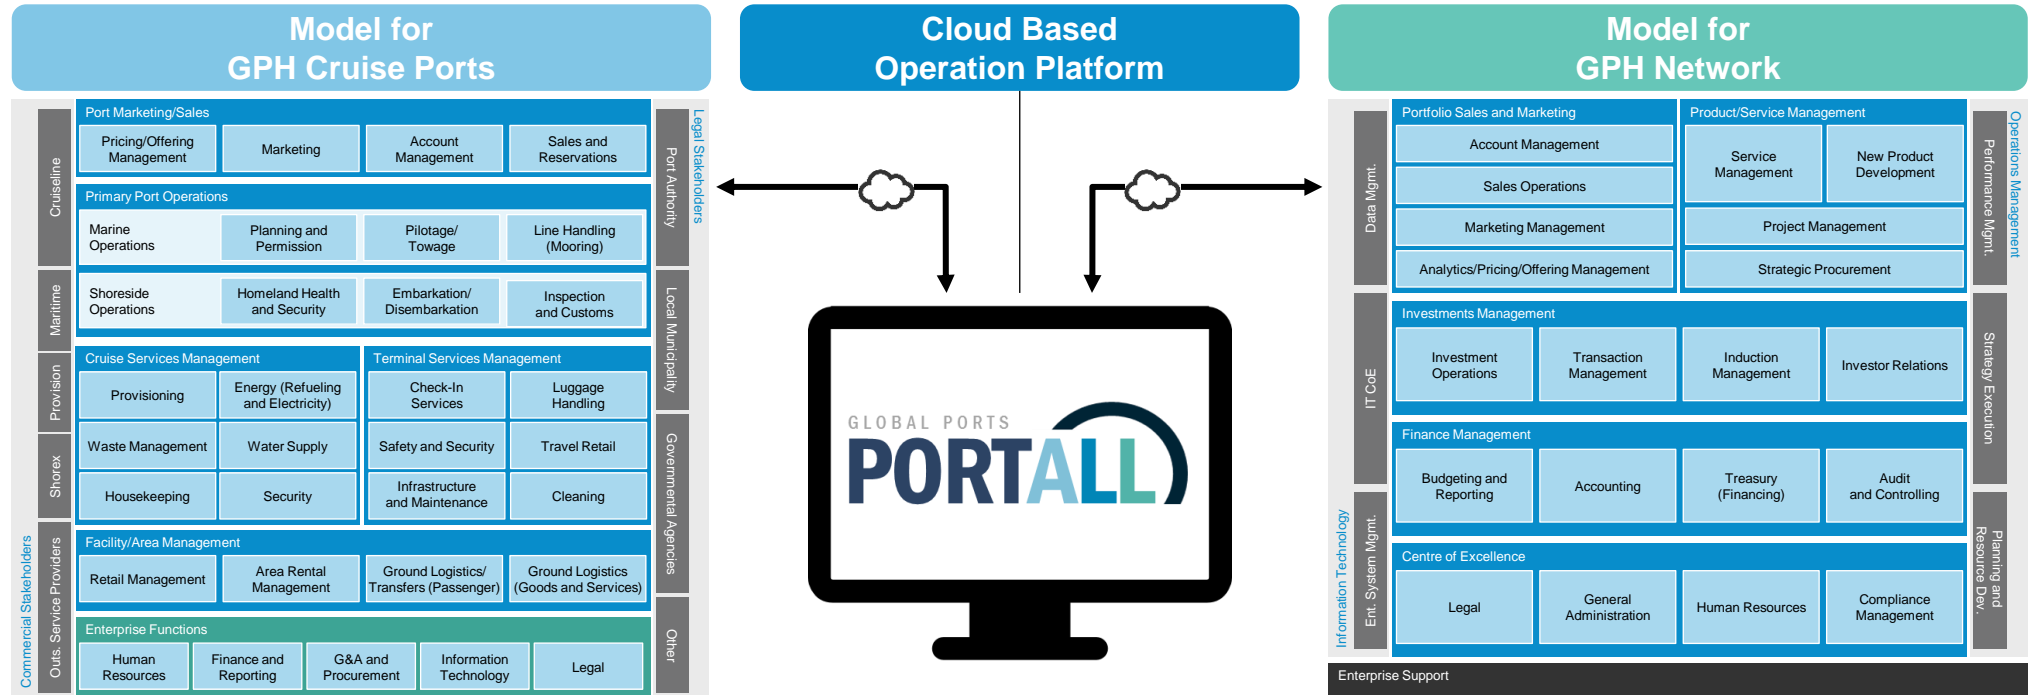 Model for
GPH Cruise Ports
Cloud Based
Operation Platform
Model for
GPH Network
Commercial Stakeholders
Cruiseline
Maritime
Provision
Shorex
Outs. Service Providers
Port Marketing/Sales
Pricing/Offering
Management
Marketing
Account
Management
Sales and
Reservations
Primary Port Operations
Marine
Operations
Planning and
Permission
Pilotage/
Towage
Line Handling
(Mooring)
Shoreside
Operations
Homeland Health
and Security
Embarkation/
Disembarkation
Inspection
and Customs
Cruise Services Management
Provisioning
Energy (Refueling
and Electricity)
Waste Management
Water Supply
Housekeeping
Security
Terminal Services Management
Check-In
Services
Luggage
Handling
Safety and Security
Travel Retail
Infrastructure
and Maintenance
Cleaning
Facility/Area Management
Retail Management
Area Rental
Management
Ground Logistics/
Transfers (Passenger)
Ground Logistics
(Goods and Services)
Enterprise Functions
Human
Resources
Finance and
Reporting
G&A and
Procurement
Information
Technology
Legal
Port Authority
Local Municipality
Governmental Agencies
Other
Legal Stakeholders
GLOBAL PORTS
PORTALL
Information Technology
Data Mgmt.
IT CoE
Ent. System Mgmt.
Portfolio Sales and Marketing
Account Management
Sales Operations
Marketing Management
Analytics/Pricing/Offering Management
Product/Service Management
Service
Management
New Product
Development
Project Management
Strategic Procurement
Investments Management
Investment
Operations
Transaction
Management
Induction
Management
Investor Relations
Finance Management
Budgeting and
Reporting
Accounting
Treasury
(Financing)
Audit
and Controlling
Centre of Excellence
Legal
General
Administration
Human Resources
Compliance
Management
Performance Mgmt.
Strategy Execution
Planning and
Resource Dev.
Operations Management
Enterprise Support